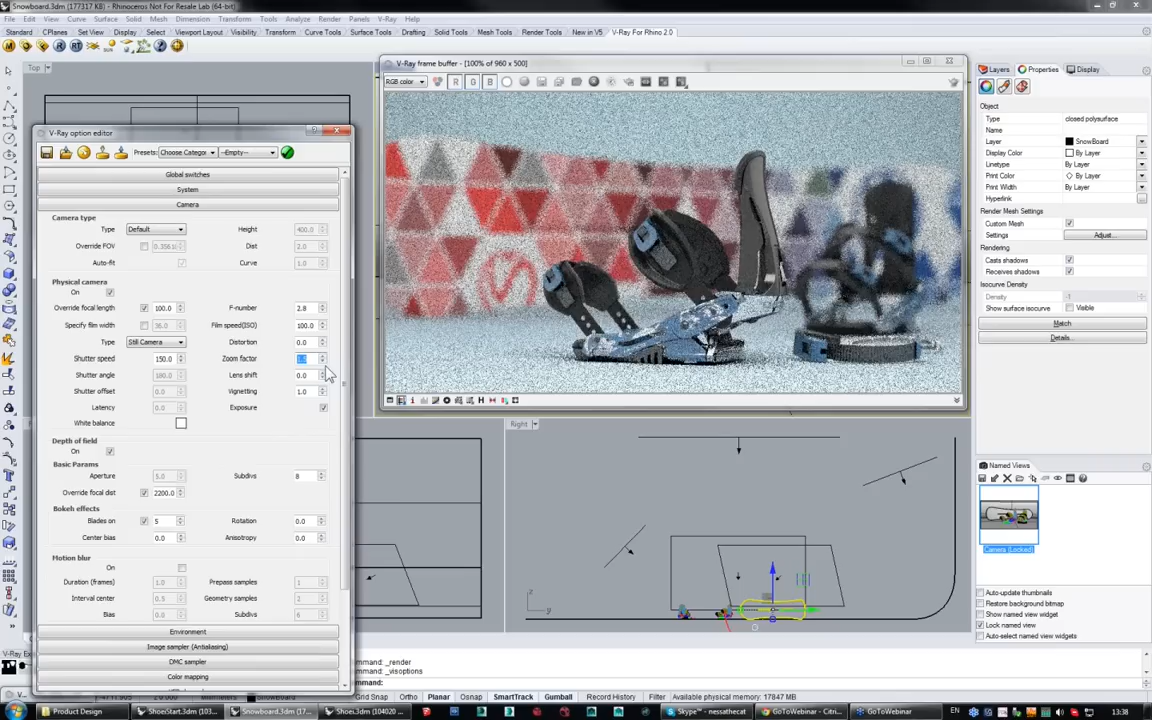 Snowboard.3dm (177317 KB) - Rhinoceros Not For Resale Lab (64-bit)
File Edit View Curve Surface Solid Mesh Dimension Transform Tools Analyze Render Panels V-Ray Help
Standard CPlanes Set View Display Select Viewport Layout Visibility Transform Curve Tools Surface Tools Solid Tools Mesh Tools Render Tools Drafting New in V5 V-Ray For Rhino 2.0
Top
V-Ray frame buffer - [100% of 960 x 500]
RGB color
R G B
V-Ray option editor
Presets: Choose Categor --Empty--
Global switches
System
Camera
Camera type
Type Default Height 400.0
Override FOV Dist 2.0
Auto-fit Curve 1.0
Physical camera
On
Override focal length 100.0 F-number 2.8
Specify film width 36.0 Film speed(ISO) 100.0
Type Still Camera Distortion 0.0
Shutter speed 150.0 Zoom factor
Shutter angle 180.0 Lens shift 0.0
Shutter offset 0.0 Vignetting 1.0
Latency 0.0 Exposure
White balance
Depth of field
On
Basic Params
Aperture 5.0 Subdivs 8
Override focal dist 2200.0
Bokeh effects
Blades on 5 Rotation 0.0
Center bias 0.0 Anisotropy 0.0
Motion blur
On
Duration (frames) 1.0 Prepass samples 1
Interval center 0.5 Geometry samples 2
Bias 0.0 Subdivs 6
Environment
Image sampler (Antialiasing)
DMC sampler
Color mapping
Right
z
y
Layers Properties Display
Object
Type closed polysurface
Name
Layer SnowBoard
Display Color By Layer
Linetype By Layer
Print Color By Layer
Print Width By Layer
Hyperlink
Render Mesh Settings
Custom Mesh
Settings Adjust...
Rendering
Casts shadows
Receives shadows
Isocurve Density
Density -1
Show surface isocurve Visible
Match
Details...
Named Views
Camera (Locked)
Auto-update thumbnails
Restore background bitmap
Show named view widget
Lock named view
Auto-select named view widgets
Command: _render
Command: _visoptions
Command:
Grid Snap Ortho Planar Osnap SmartTrack Gumball Record History Filter Available physical memory: 17847 MB
Product Design ShoeiStart.3dm (103... Snowboard.3dm (17... Shoei.3dm (104020 ... Skype™ - nessathecat GoToWebinar - Citri... GoToWebinar EN 13:38